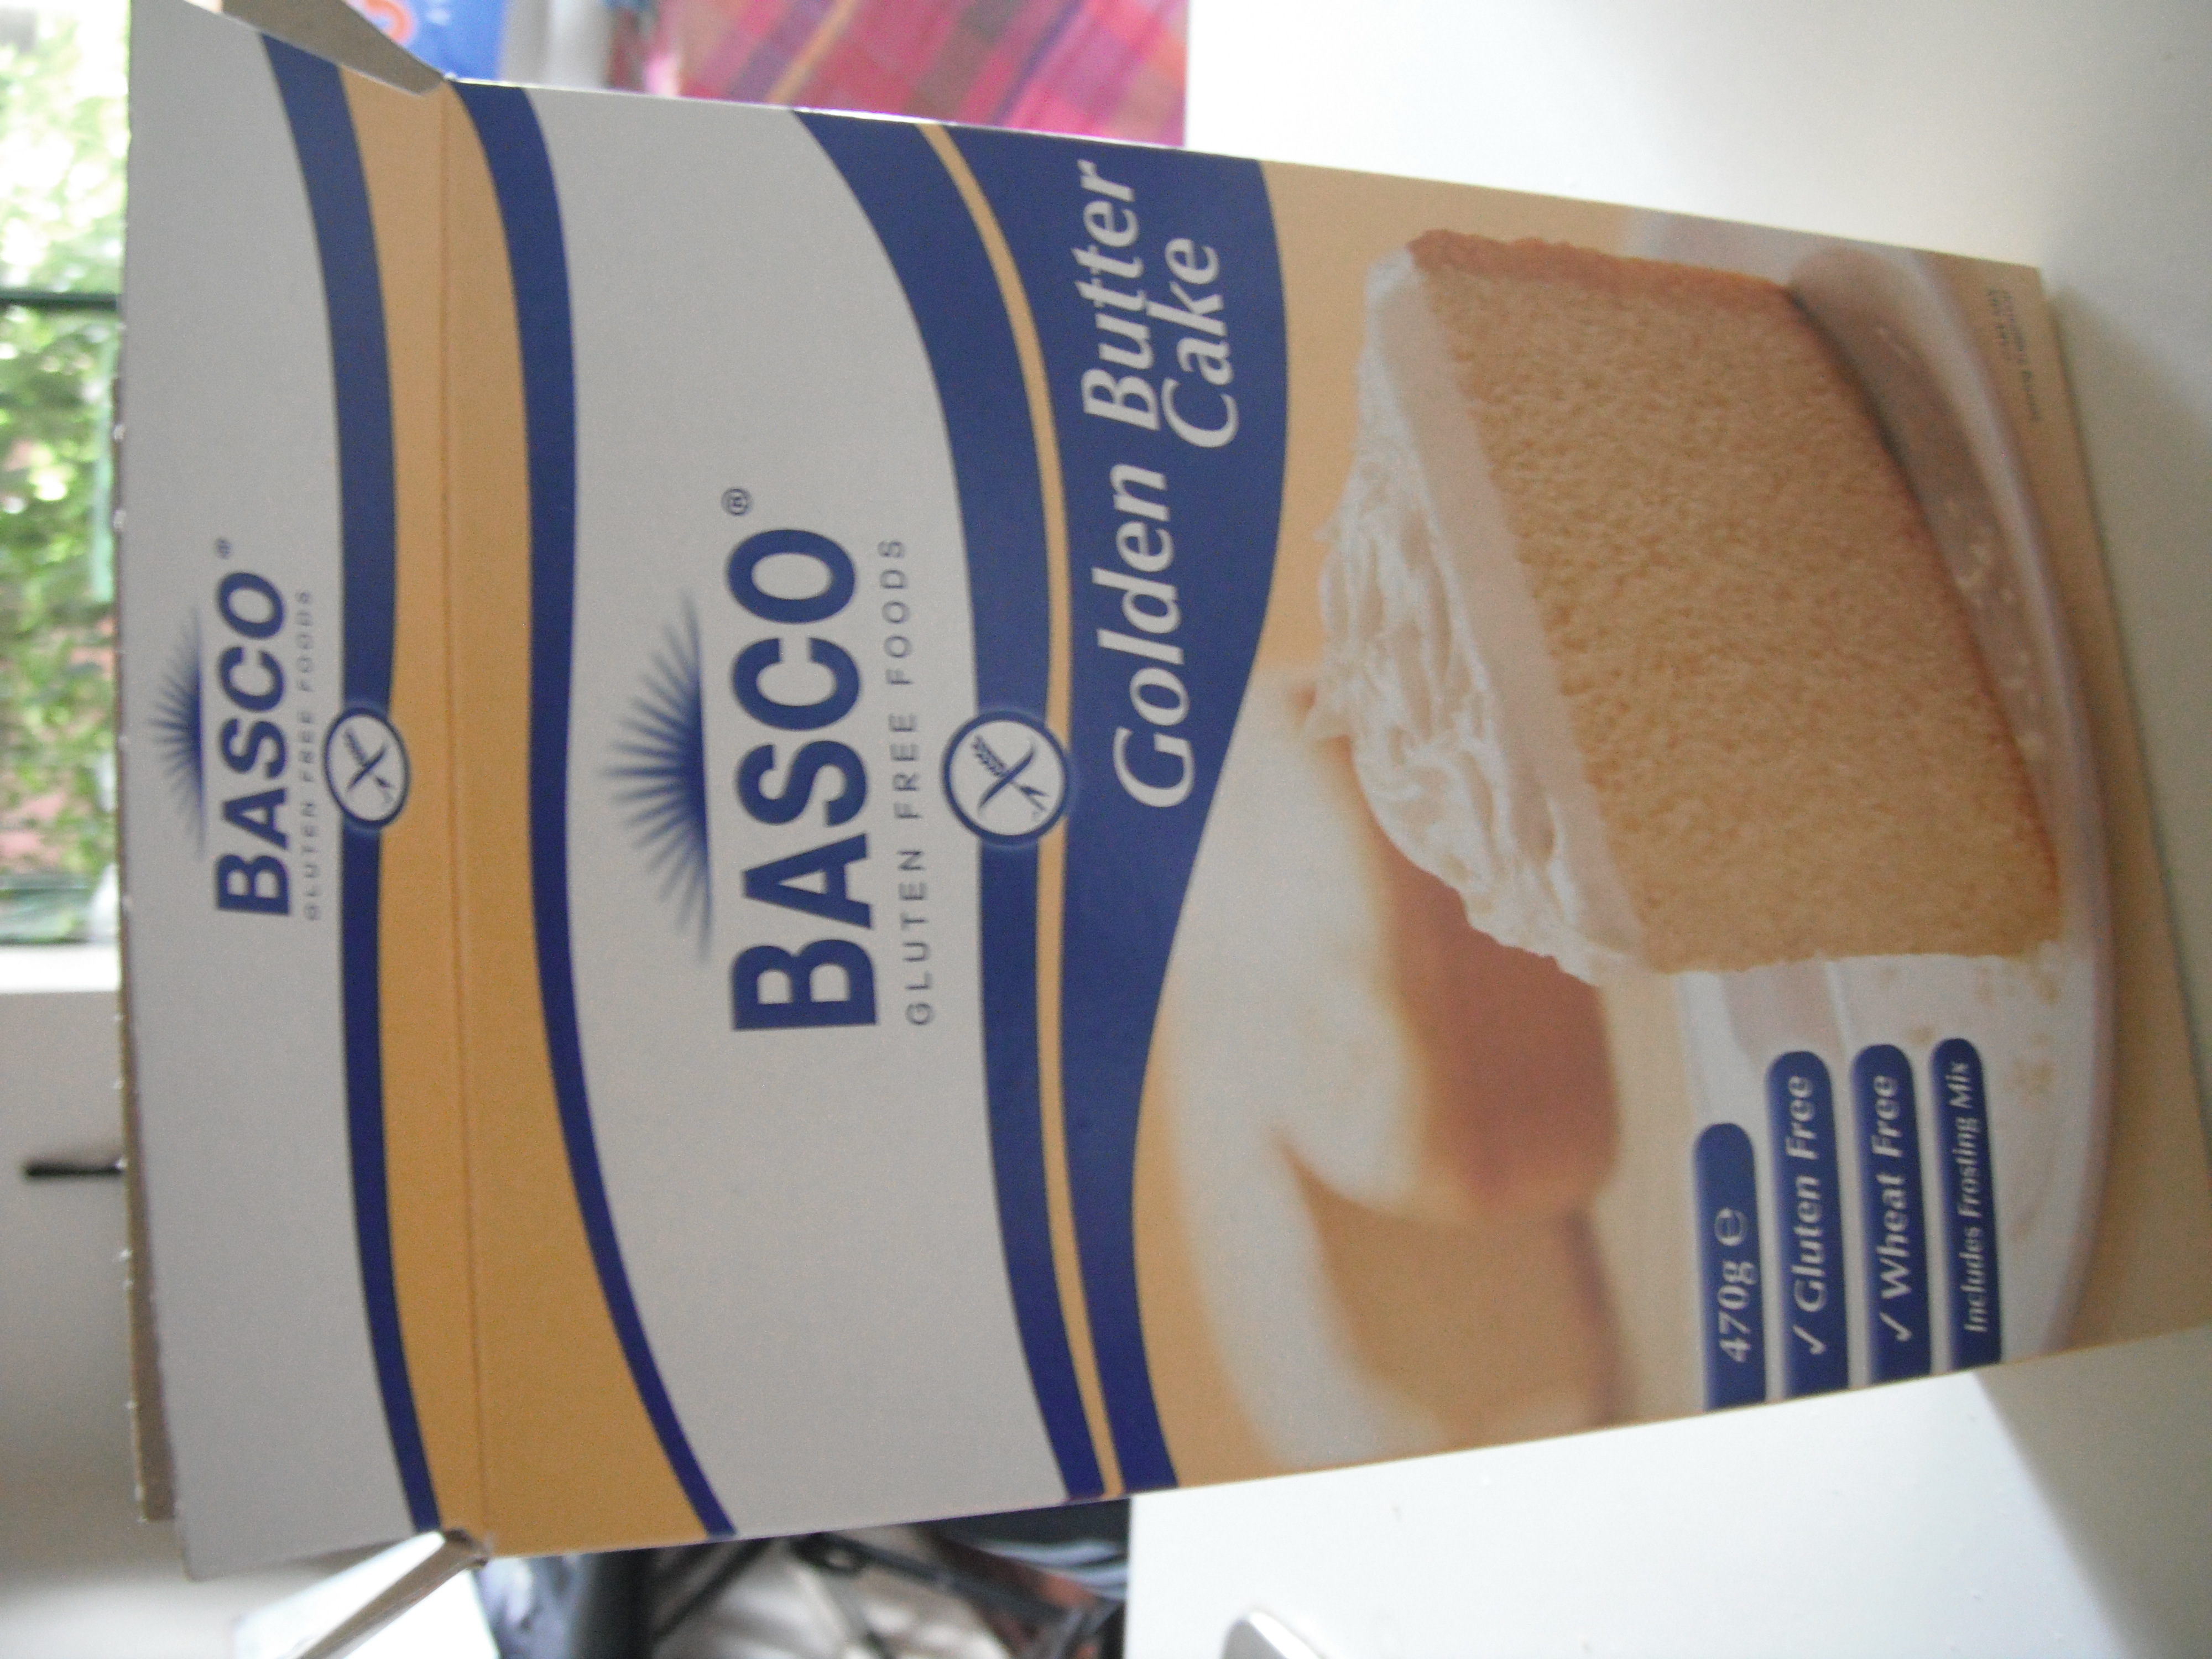 BASCO®
GLUTEN FREE FOODS
BASCO®
GLUTEN FREE FOODS
Golden Butter
Cake
470g e
✓ Gluten Free
✓ Wheat Free
Includes Frosting Mix